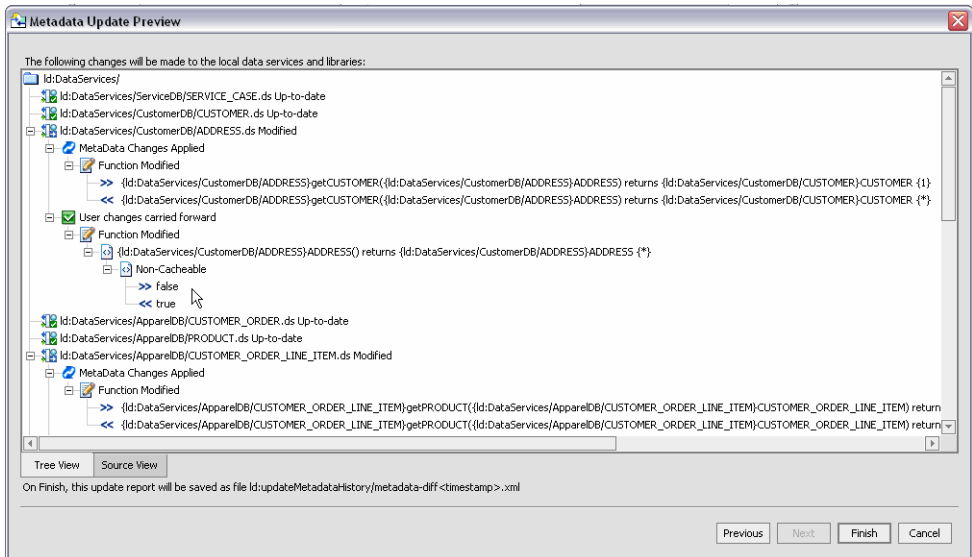 Metadata Update Preview
The following changes will be made to the local data services and libraries:
ld:DataServices/
ld:DataServices/ServiceDB/SERVICE_CASE.ds Up-to-date
ld:DataServices/CustomerDB/CUSTOMER.ds Up-to-date
ld:DataServices/CustomerDB/ADDRESS.ds Modified
MetaData Changes Applied
Function Modified
>> {ld:DataServices/CustomerDB/ADDRESS}getCUSTOMER({ld:DataServices/CustomerDB/ADDRESS}ADDRESS) returns {ld:DataServices/CustomerDB/CUSTOMER}CUSTOMER {1}
<< {ld:DataServices/CustomerDB/ADDRESS}getCUSTOMER({ld:DataServices/CustomerDB/ADDRESS}ADDRESS) returns {ld:DataServices/CustomerDB/CUSTOMER}CUSTOMER {*}
User changes carried forward
Function Modified
{ld:DataServices/CustomerDB/ADDRESS}ADDRESS() returns {ld:DataServices/CustomerDB/ADDRESS}ADDRESS {*}
Non-Cacheable
>> false
<< true
ld:DataServices/ApparelDB/CUSTOMER_ORDER.ds Up-to-date
ld:DataServices/ApparelDB/PRODUCT.ds Up-to-date
ld:DataServices/ApparelDB/CUSTOMER_ORDER_LINE_ITEM.ds Modified
MetaData Changes Applied
Function Modified
>> {ld:DataServices/ApparelDB/CUSTOMER_ORDER_LINE_ITEM}getPRODUCT({ld:DataServices/ApparelDB/CUSTOMER_ORDER_LINE_ITEM}CUSTOMER_ORDER_LINE_ITEM) return
<< {ld:DataServices/ApparelDB/CUSTOMER_ORDER_LINE_ITEM}getPRODUCT({ld:DataServices/ApparelDB/CUSTOMER_ORDER_LINE_ITEM}CUSTOMER_ORDER_LINE_ITEM) return
Tree View Source View
On Finish, this update report will be saved as file ld:updateMetadataHistory/metadata-diff<timestamp>.xml
Previous Next Finish Cancel